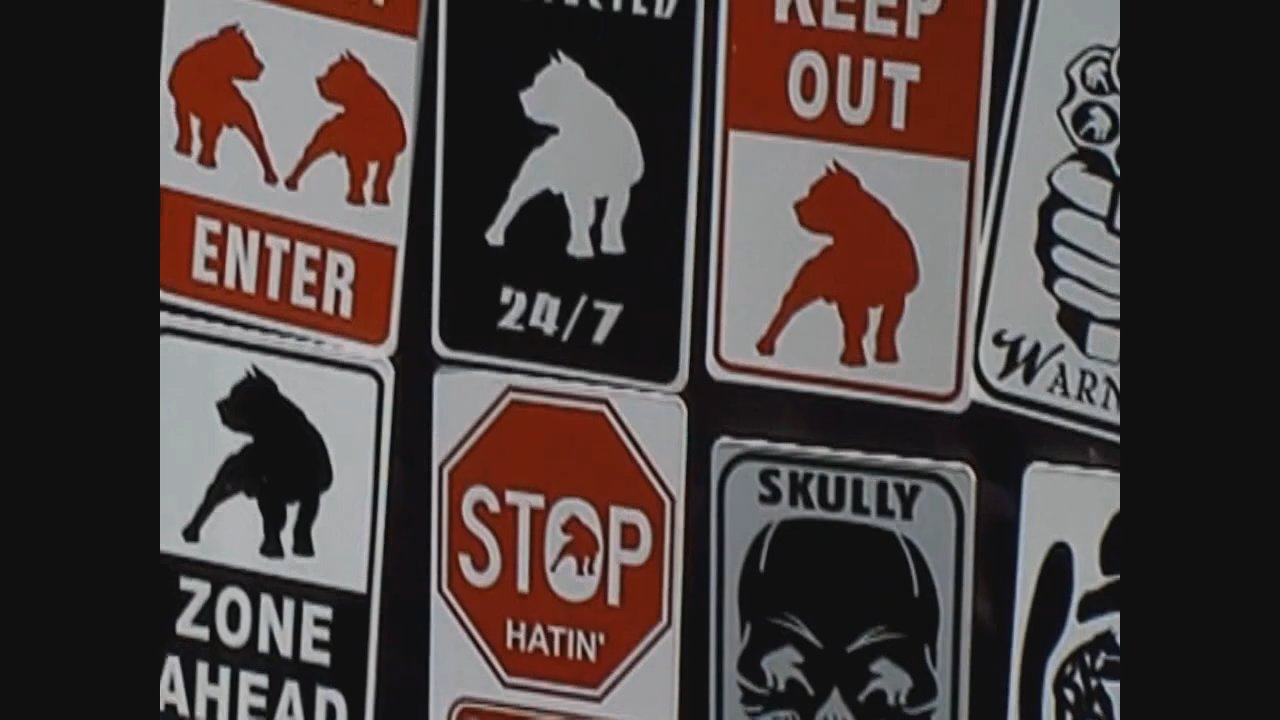 ENTER
24/7
KEEP
OUT
ZONE
AHEAD
STOP
HATIN'
SKULLY